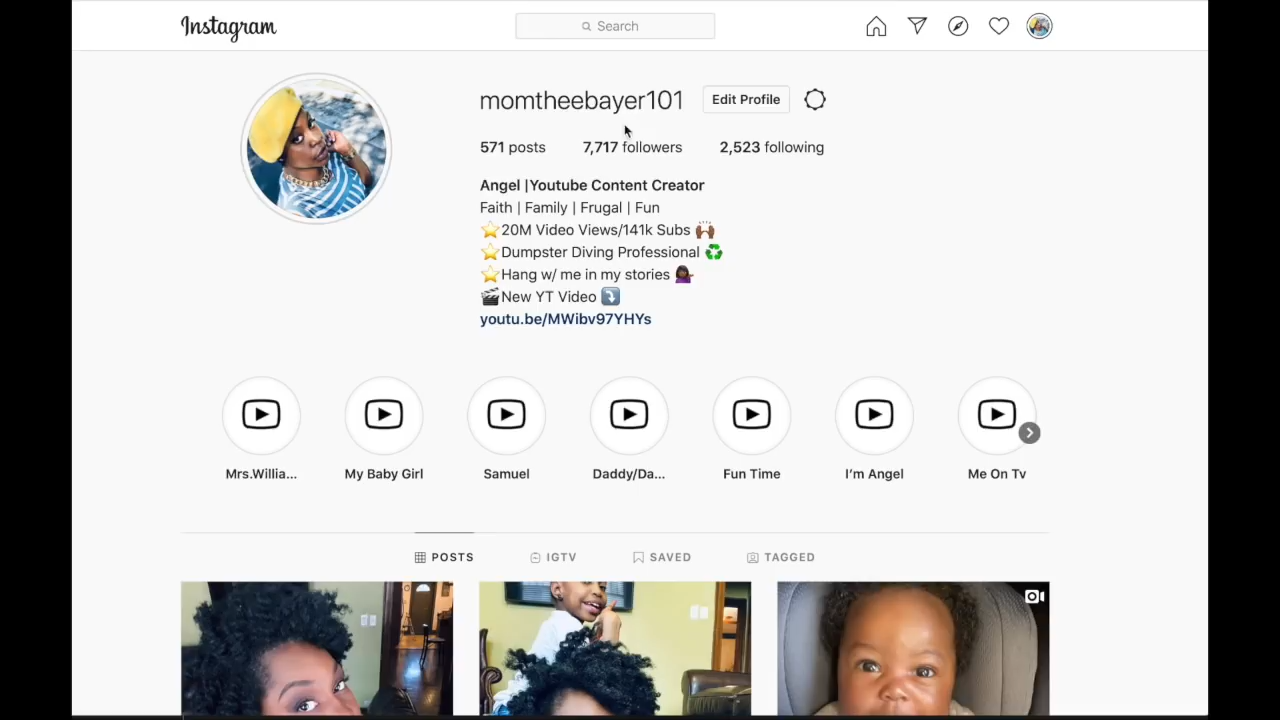 Instagram
Search
momtheebayer101
Edit Profile
571 posts 7,717 followers 2,523 following
Angel |Youtube Content Creator
Faith | Family | Frugal | Fun
⭐20M Video Views/141k Subs 🙌🏾
⭐Dumpster Diving Professional ♻️
⭐Hang w/ me in my stories 💁🏿‍♀️
🎬New YT Video ⤵️
youtu.be/MWibv97YHYs
Mrs.Willia... My Baby Girl Samuel Daddy/Da... Fun Time I'm Angel Me On Tv
POSTS IGTV SAVED TAGGED